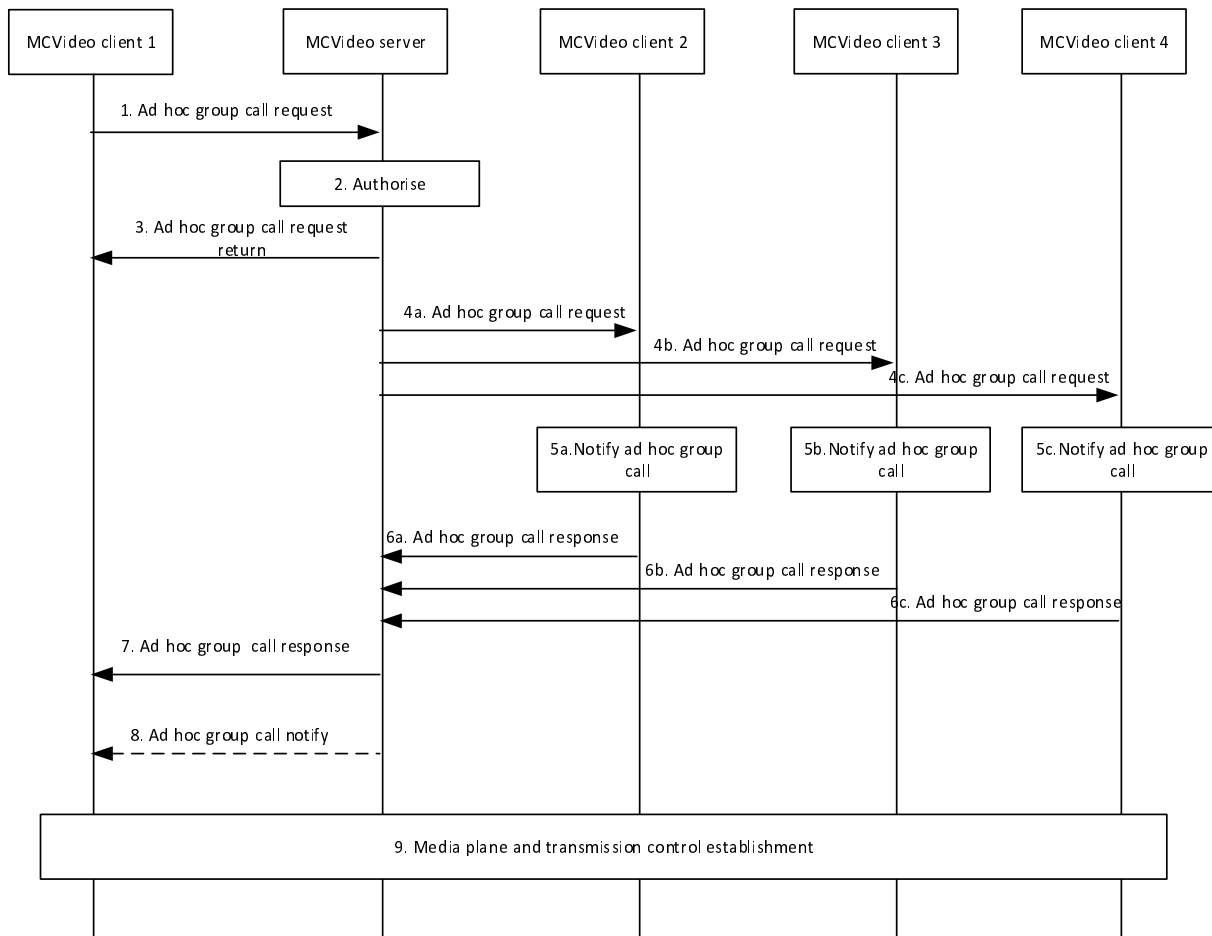 MCVideo client 1
MCVideo server
MCVideo client 2
MCVideo client 3
MCVideo client 4
1. Ad hoc group call request
2. Authorise
3. Ad hoc group call request
return
4a. Ad hoc group call request
4b. Ad hoc group call request
4c. Ad hoc group call request
5a.Notify ad hoc group
call
5b.Notify ad hoc group
call
5c.Notify ad hoc group
call
6a. Ad hoc group call response
6b. Ad hoc group call response
6c. Ad hoc group call response
7. Ad hoc group call response
8. Ad hoc group call notify
9. Media plane and transmission control establishment